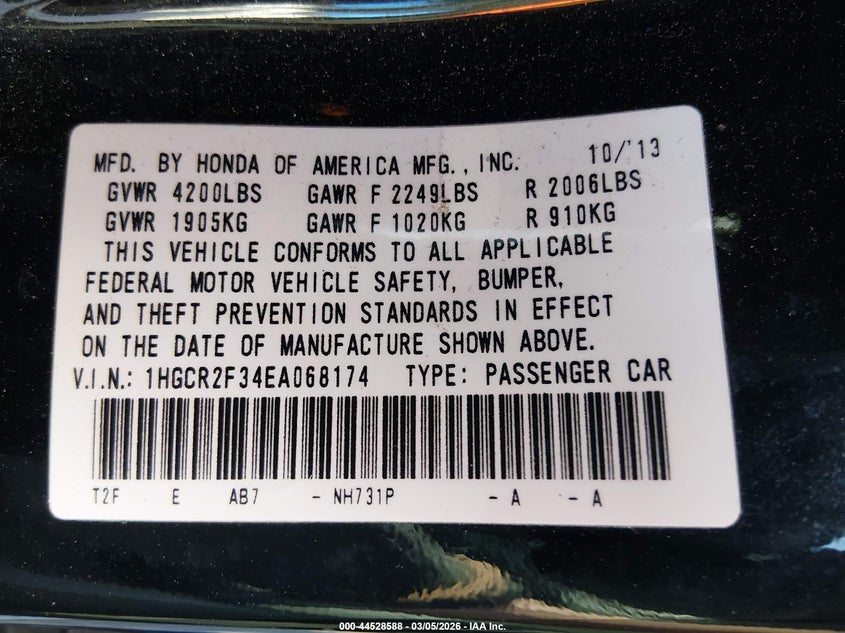 MFD. BY HONDA OF AMERICA MFG., INC. 10/'13
GVWR 4200LBS GAWR F 2249LBS R 2006LBS
GVWR 1905KG GAWR F 1020KG R 910KG
THIS VEHICLE CONFORMS TO ALL APPLICABLE
FEDERAL MOTOR VEHICLE SAFETY, BUMPER,
AND THEFT PREVENTION STANDARDS IN EFFECT
ON THE DATE OF MANUFACTURE SHOWN ABOVE.
V.I.N.: 1HGCR2F34EA068174 TYPE: PASSENGER CAR
T2F E AB7 - NH731P - A - A
000-44528588 - 03/05/2026 - IAA Inc.